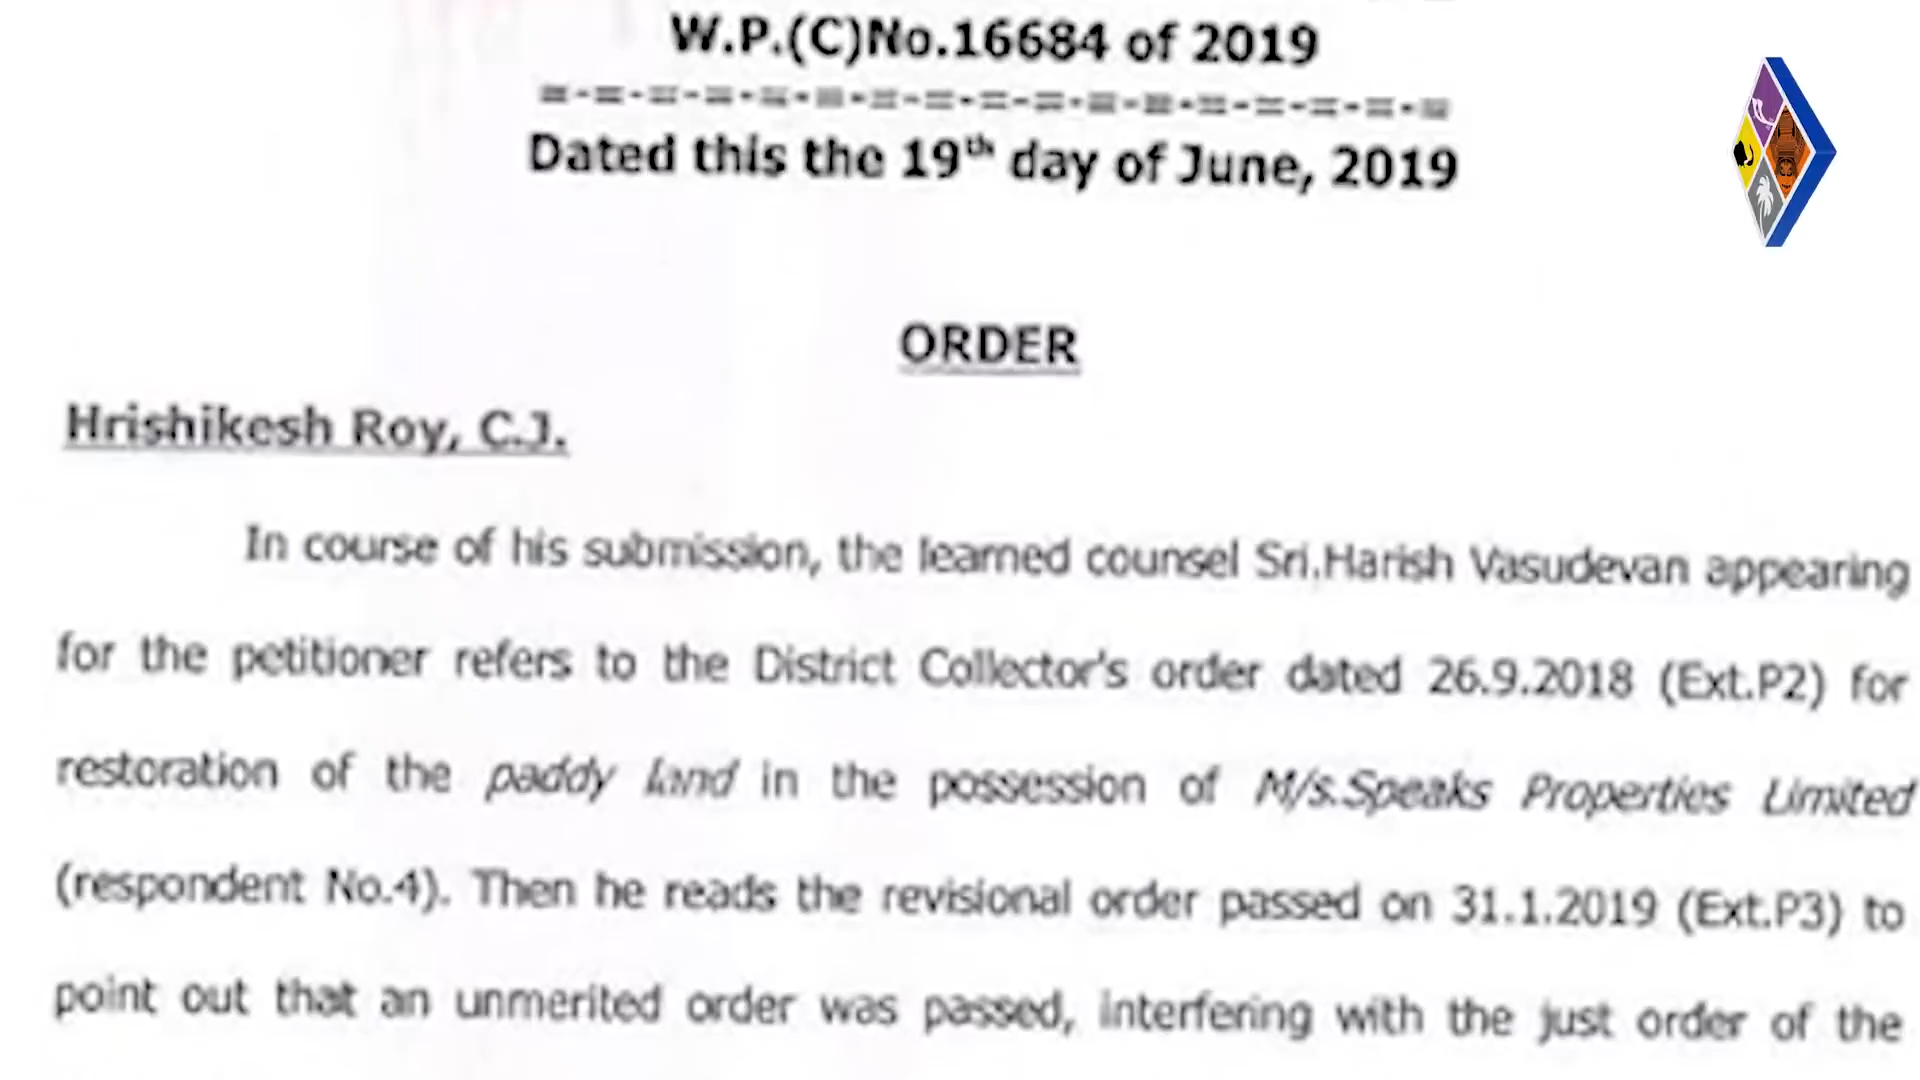 W.P.(C)No.16684 of 2019
=-=-=-=-=-=-=-=-=-=-=-=-=-=-=-=-=
Dated this the 19th day of June, 2019
ORDER
Hrishikesh Roy, C.J.
In course of his submission, the learned counsel Sri.Harish Vasudevan appearing
for the petitioner refers to the District Collector's order dated 26.9.2018 (Ext.P2) for
restoration of the paddy land in the possession of M/s.Speaks Properties Limited
(respondent No.4). Then he reads the revisional order passed on 31.1.2019 (Ext.P3) to
point out that an unmerited order was passed, interfering with the just order of the